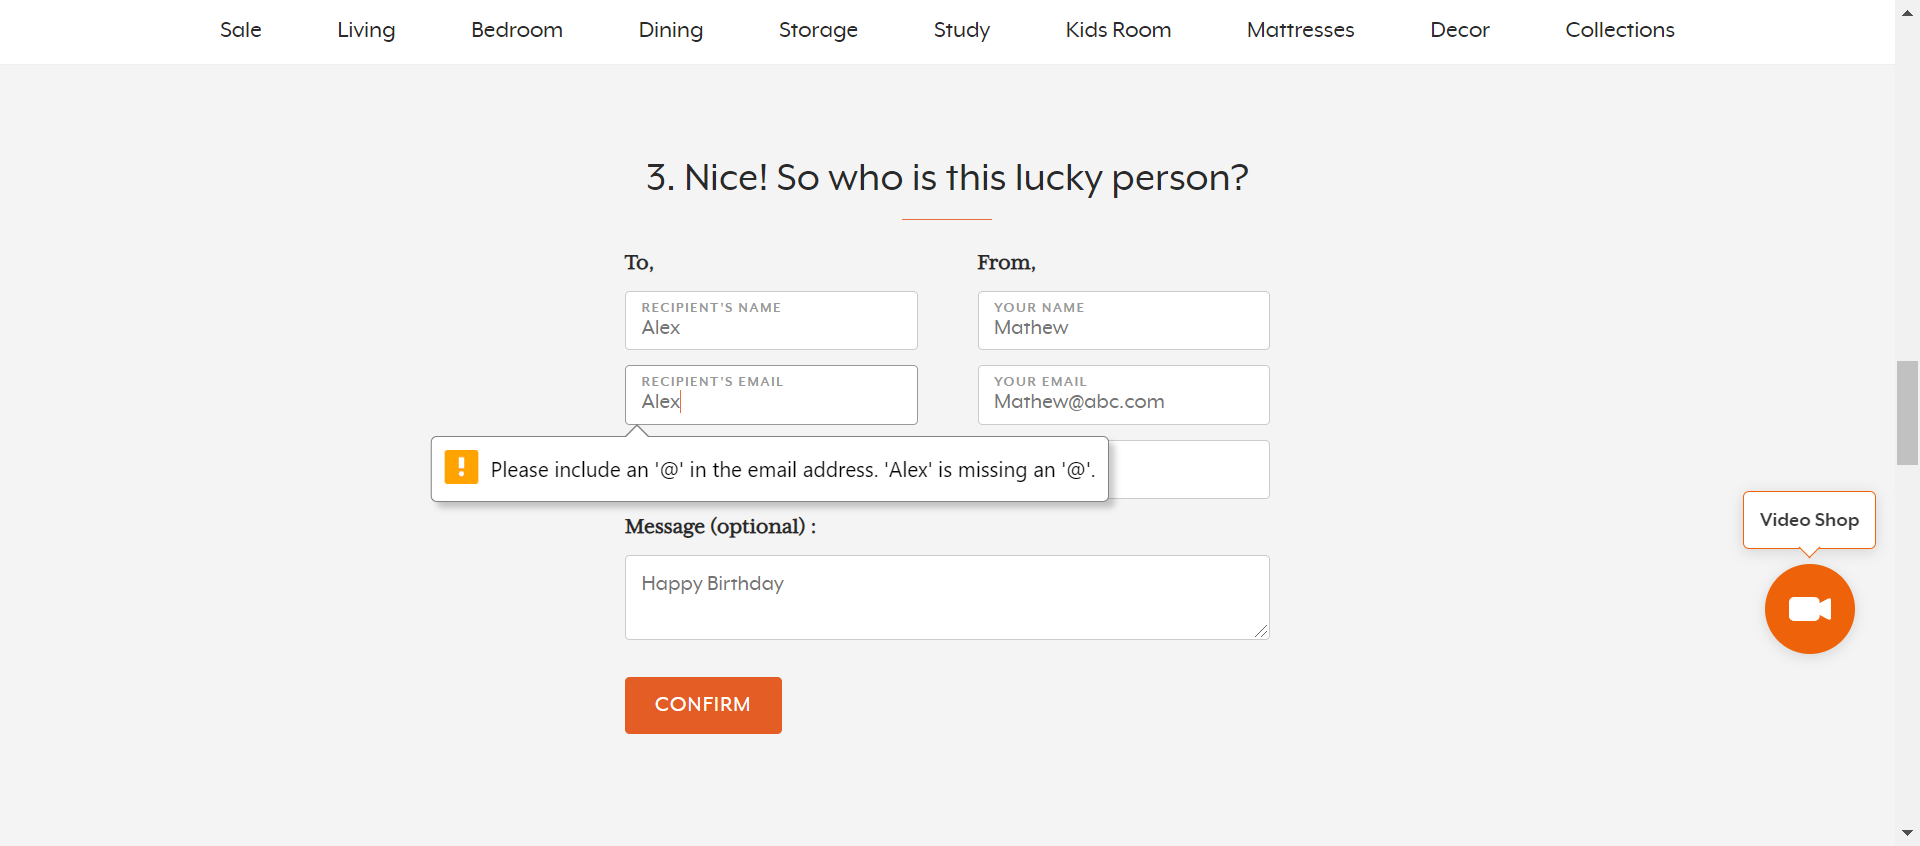 Sale Living Bedroom Dining Storage Study Kids Room Mattresses Decor Collections
3. Nice! So who is this lucky person?
To,
From,
RECIPIENT'S NAME
Alex
YOUR NAME
Mathew
RECIPIENT'S EMAIL
Alex
YOUR EMAIL
Mathew@abc.com
Please include an '@' in the email address. 'Alex' is missing an '@'.
Message (optional) :
Happy Birthday
CONFIRM
Video Shop